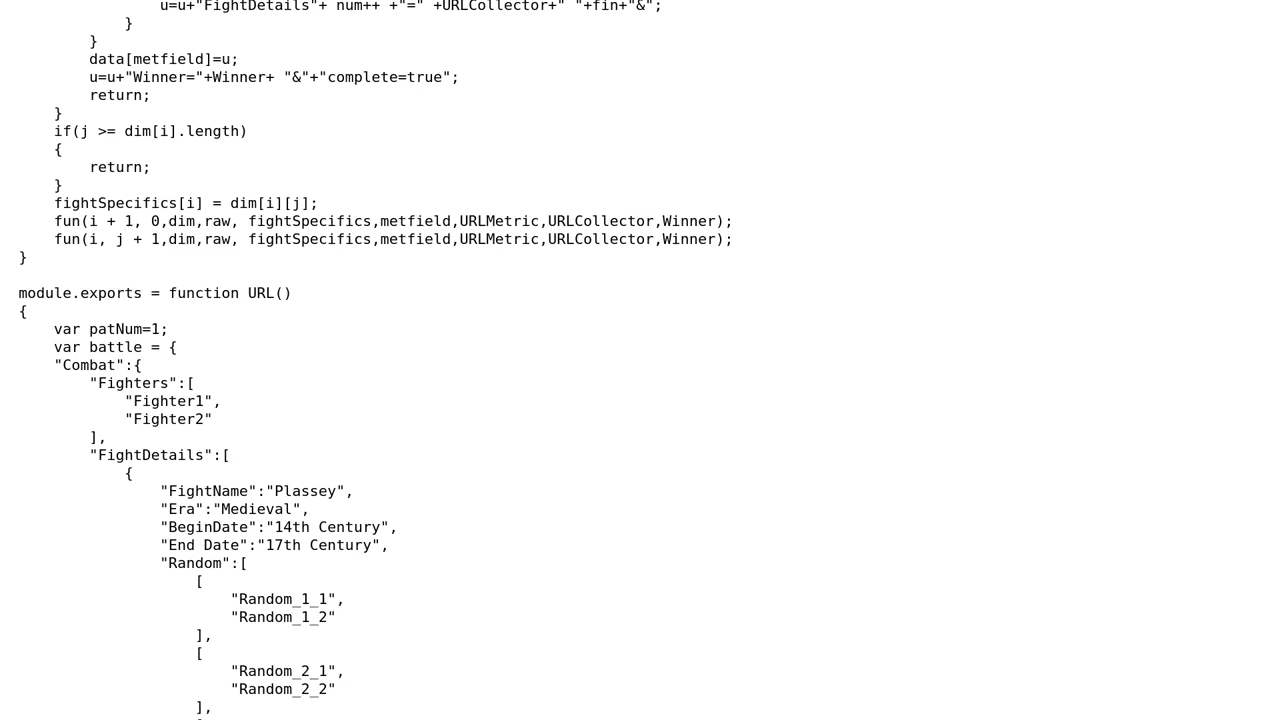 u=u+"FightDetails"+ num++ +"=" +URLCollector+" "+fin+"&";
}
}
data[metfield]=u;
u=u+"Winner="+Winner+ "&"+"complete=true";
return;
}
if(j >= dim[i].length)
{
return;
}
fightSpecifics[i] = dim[i][j];
fun(i + 1, 0,dim,raw, fightSpecifics,metfield,URLMetric,URLCollector,Winner);
fun(i, j + 1,dim,raw, fightSpecifics,metfield,URLMetric,URLCollector,Winner);
}
module.exports = function URL()
{
var patNum=1;
var battle = {
"Combat":{
"Fighters":[
"Fighter1",
"Fighter2"
],
"FightDetails":[
{
"FightName":"Plassey",
"Era":"Medieval",
"BeginDate":"14th Century",
"End Date":"17th Century",
"Random":[
[
"Random_1_1",
"Random_1_2"
],
[
"Random_2_1",
"Random_2_2"
],